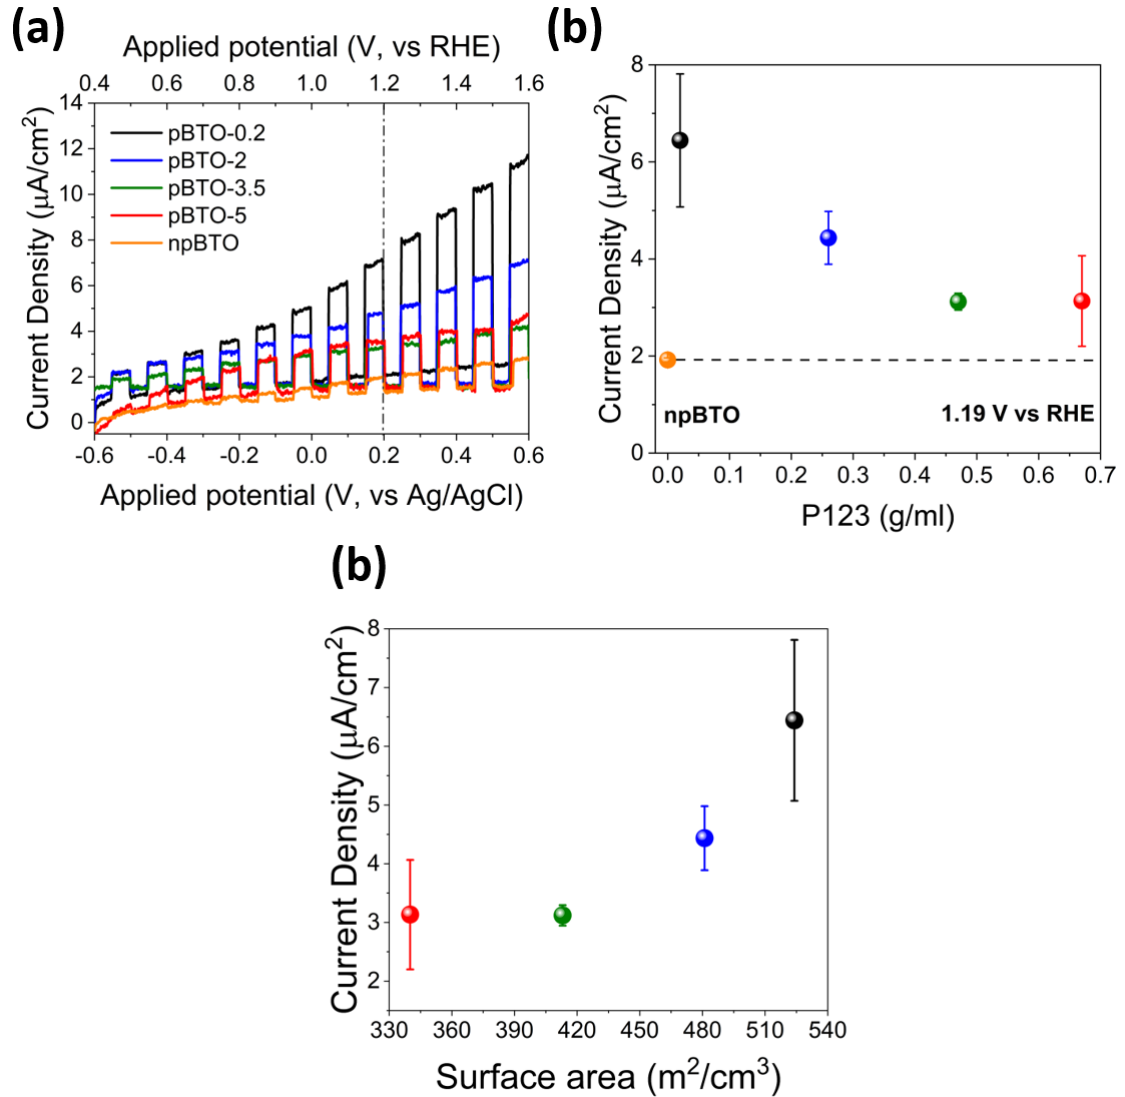 (a)
Applied potential (V, vs RHE)
0.4 0.6 0.8 1.0 1.2 1.4 1.6
14
12
10
8
6
4
2
0
Current Density (μA/cm²)
pBTO-0.2
pBTO-2
pBTO-3.5
pBTO-5
npBTO
-0.6 -0.4 -0.2 0.0 0.2 0.4 0.6
Applied potential (V, vs Ag/AgCl)
(b)
8
6
4
2
0
Current Density (μA/cm²)
npBTO 1.19 V vs RHE
0.0 0.1 0.2 0.3 0.4 0.5 0.6 0.7
P123 (g/ml)
(b)
8
7
6
5
4
3
2
Current Density (μA/cm²)
330 360 390 420 450 480 510 540
Surface area (m²/cm³)